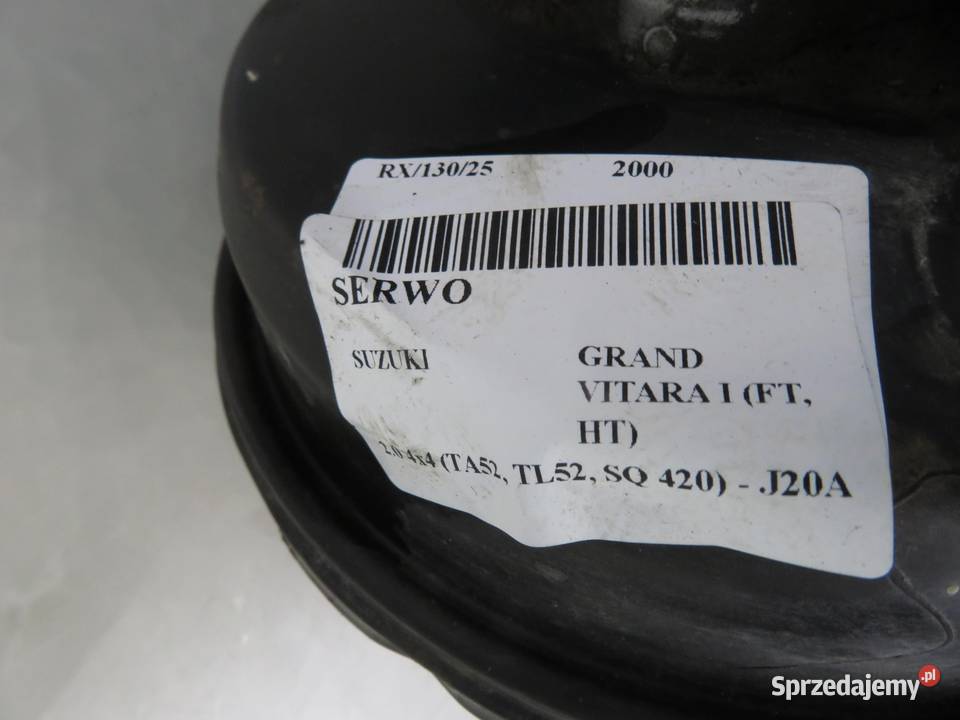 RX/130/25 2000
SERWO
SUZUKI GRAND
VITARA I (FT,
HT)
2.0 4x4 (TA52, TL52, SQ 420) - J20A
Sprzedajemy.pl